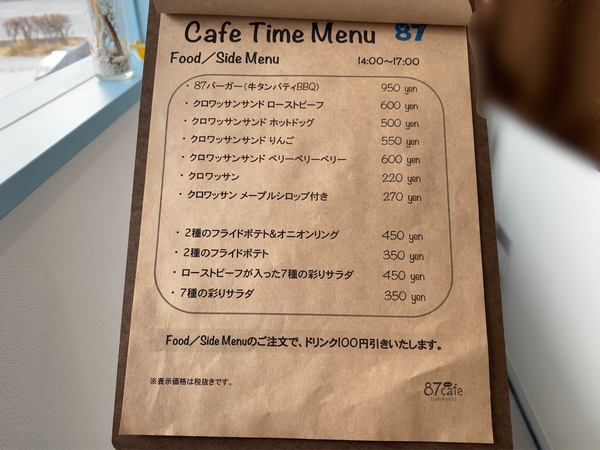 Cafe Time Menu 87
Food／Side Menu 14:00〜17:00
・87バーガー(牛タンパティBBQ) 950 yen
・クロワッサンサンド ローストビーフ 600 yen
・クロワッサンサンド ホットドッグ 500 yen
・クロワッサンサンド りんご 550 yen
・クロワッサンサンド ベリーベリーベリー 600 yen
・クロワッサン 220 yen
・クロワッサン メープルシロップ付き 270 yen
・2種のフライドポテト&オニオンリング 450 yen
・2種のフライドポテト 350 yen
・ローストビーフが入った7種の彩りサラダ 450 yen
・7種の彩りサラダ 350 yen
Food／Side Menuのご注文で、ドリンク100円引きいたします。
※表示価格は税抜きです。
87cafe